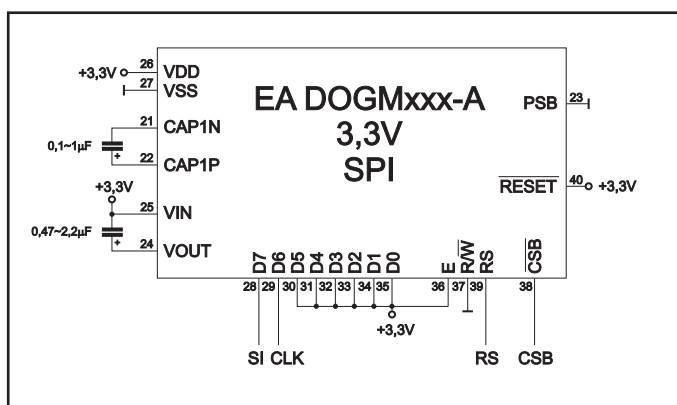 +3,3V
26 VDD
27 VSS
EA DOGMxxx-A
3,3V
SPI
PSB 23
21 CAP1N
0,1~1µF
+
22 CAP1P
RESET 40 +3,3V
+3,3V
25 VIN
0,47~2,2µF
+
24 VOUT
D7 D6 D5 D4 D3 D2 D1 D0 E R/W RS CSB
28 29 30 31 32 33 34 35 36 37 39 38
+3,3V
SI CLK RS CSB